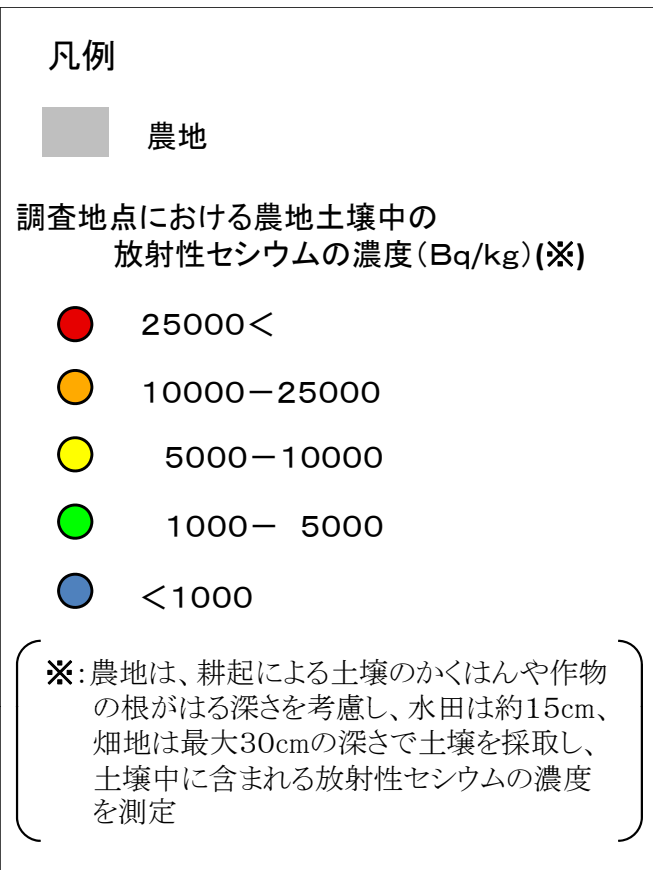 凡例
農地
調査地点における農地土壌中の
放射性セシウムの濃度（Bq/kg）(※)
25000＜
10000－25000
5000－10000
1000－ 5000
＜1000
※：農地は、耕起による土壌のかくはんや作物
の根がはる深さを考慮し、水田は約15cm、
畑地は最大30cmの深さで土壌を採取し、
土壌中に含まれる放射性セシウムの濃度
を測定